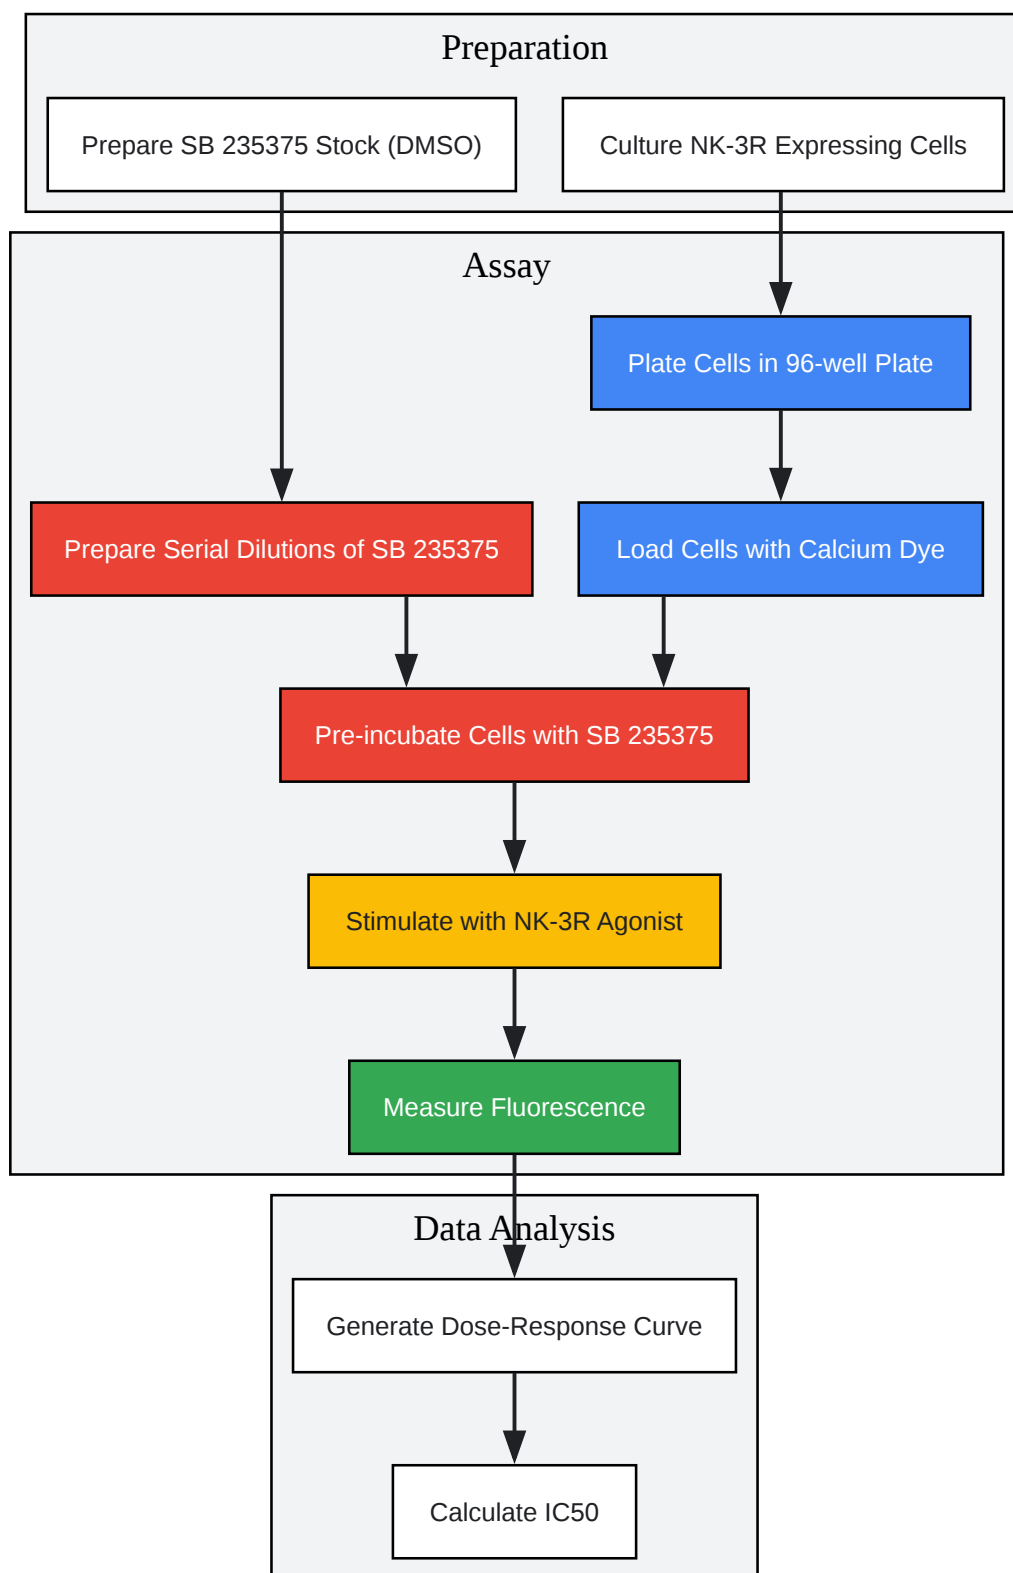 Preparation
Prepare SB 235375 Stock (DMSO)
Culture NK-3R Expressing Cells
Assay
Plate Cells in 96-well Plate
Prepare Serial Dilutions of SB 235375
Load Cells with Calcium Dye
Pre-incubate Cells with SB 235375
Stimulate with NK-3R Agonist
Measure Fluorescence
Data Analysis
Generate Dose-Response Curve
Calculate IC50